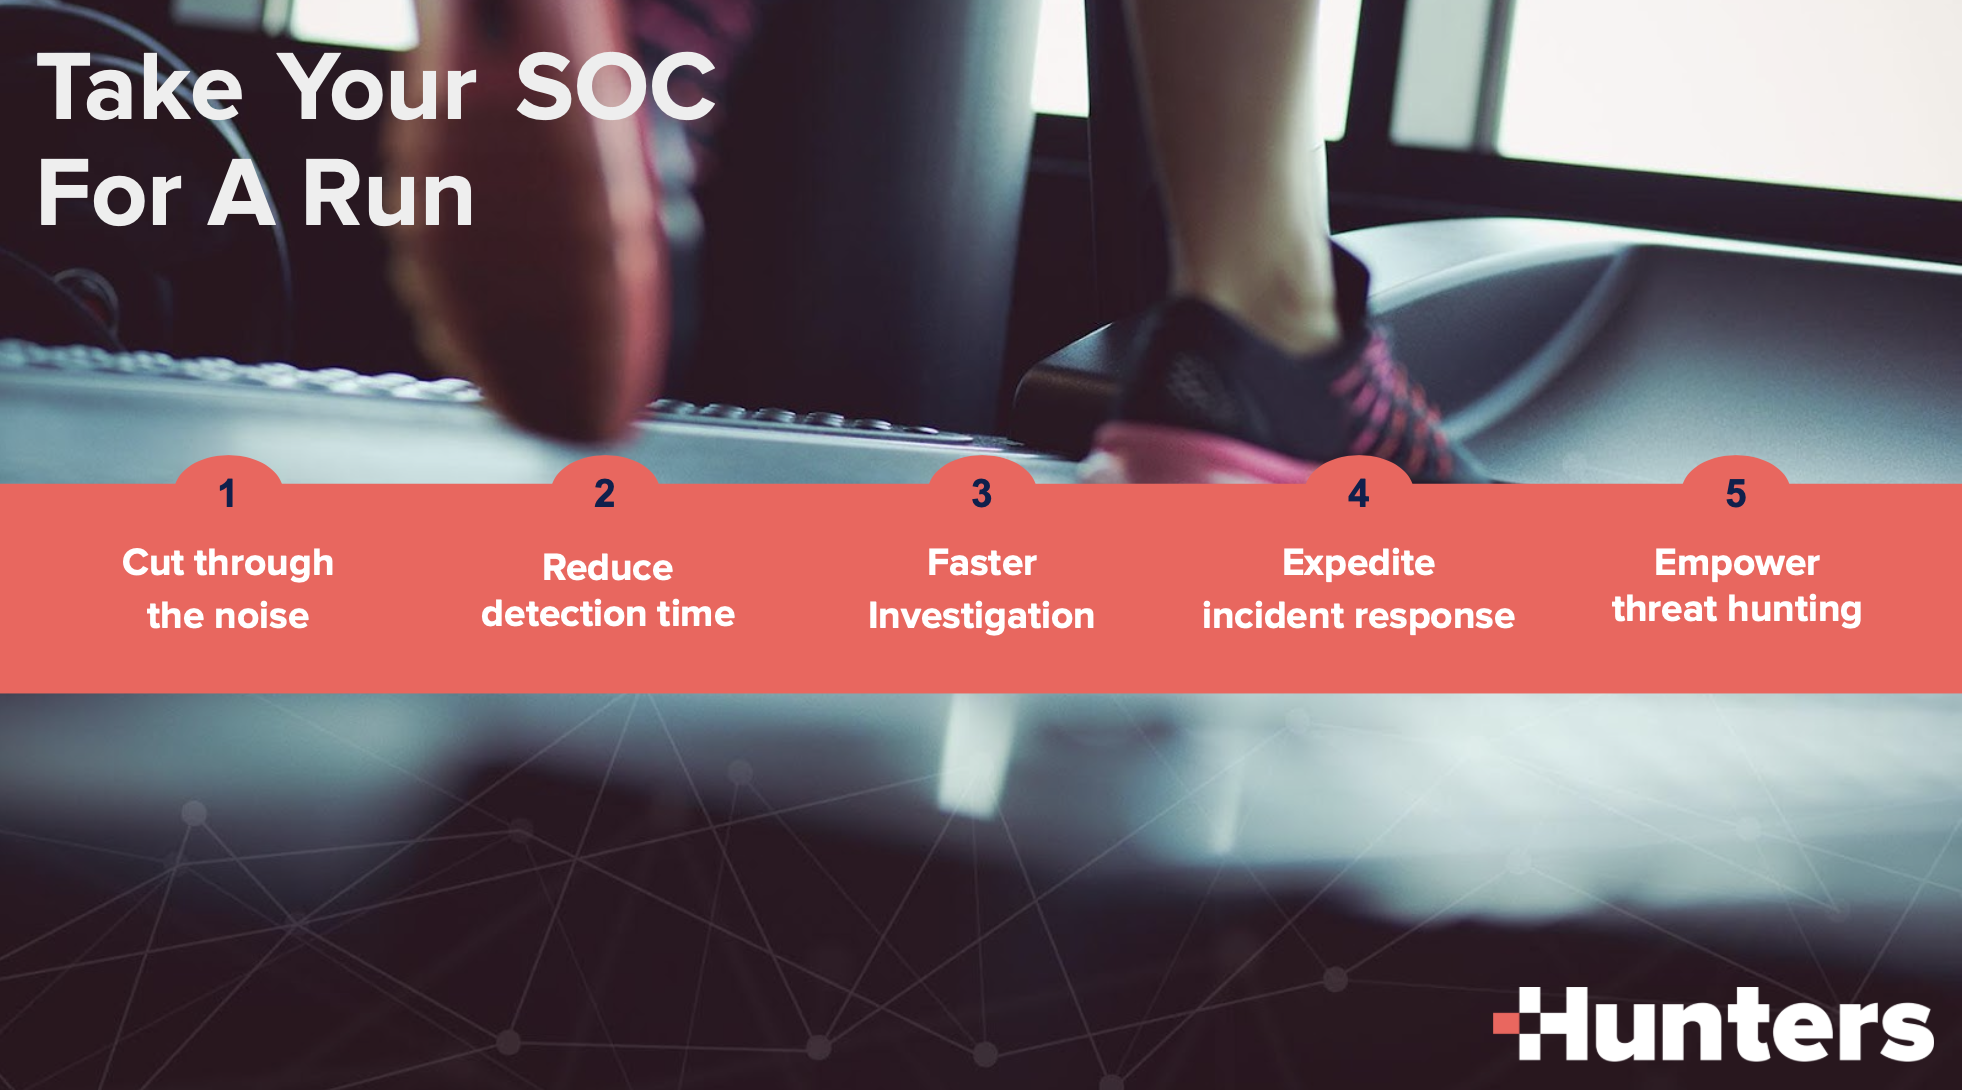 Take Your SOC
For A Run
1
Cut through
the noise
2
Reduce
detection time
3
Faster
Investigation
4
Expedite
incident response
5
Empower
threat hunting
Hunters